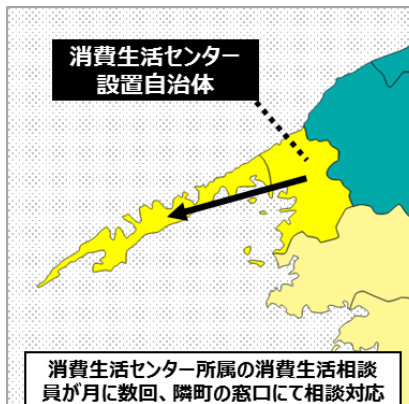 消費生活センター
設置自治体
消費生活センター所属の消費生活相談
員が月に数回、隣町の窓口にて相談対応